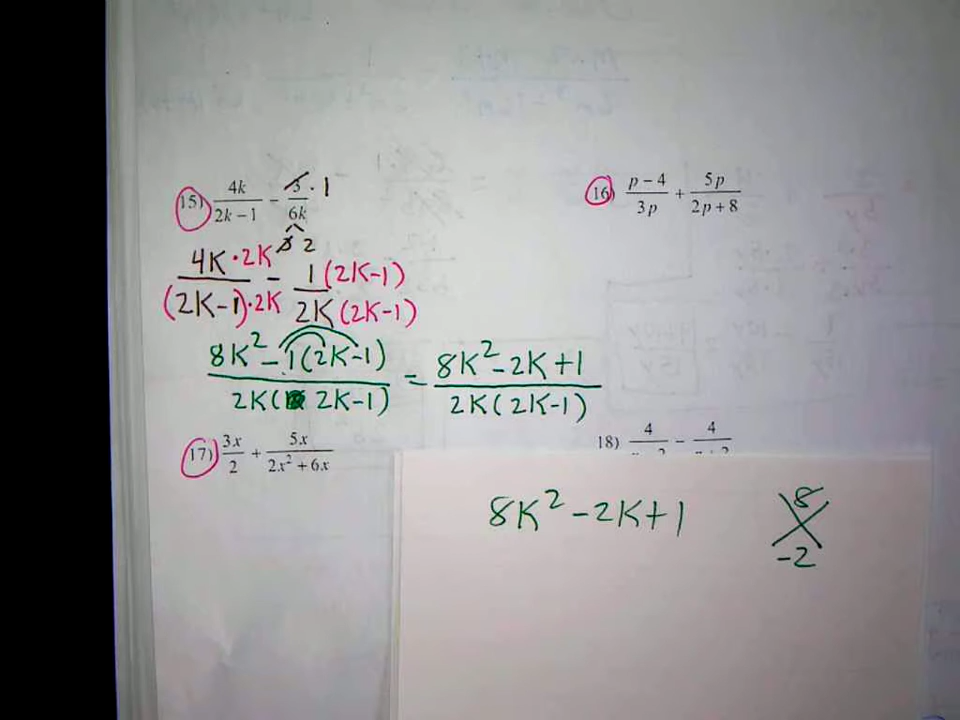 15) 4k/(2k-1) - 3/6k · 1
3 2
4K·2K/(2K-1)·2K - 1(2K-1)/2K(2K-1)
8K² - 1(2K-1)/2K(2K-1) = 8K²-2K+1/2K(2K-1)
16) p-4/3p + 5p/2p+8
17) 3x/2 + 5x/2x²+6x
18) 4/ - 4/
8K²-2K+1
8
-2